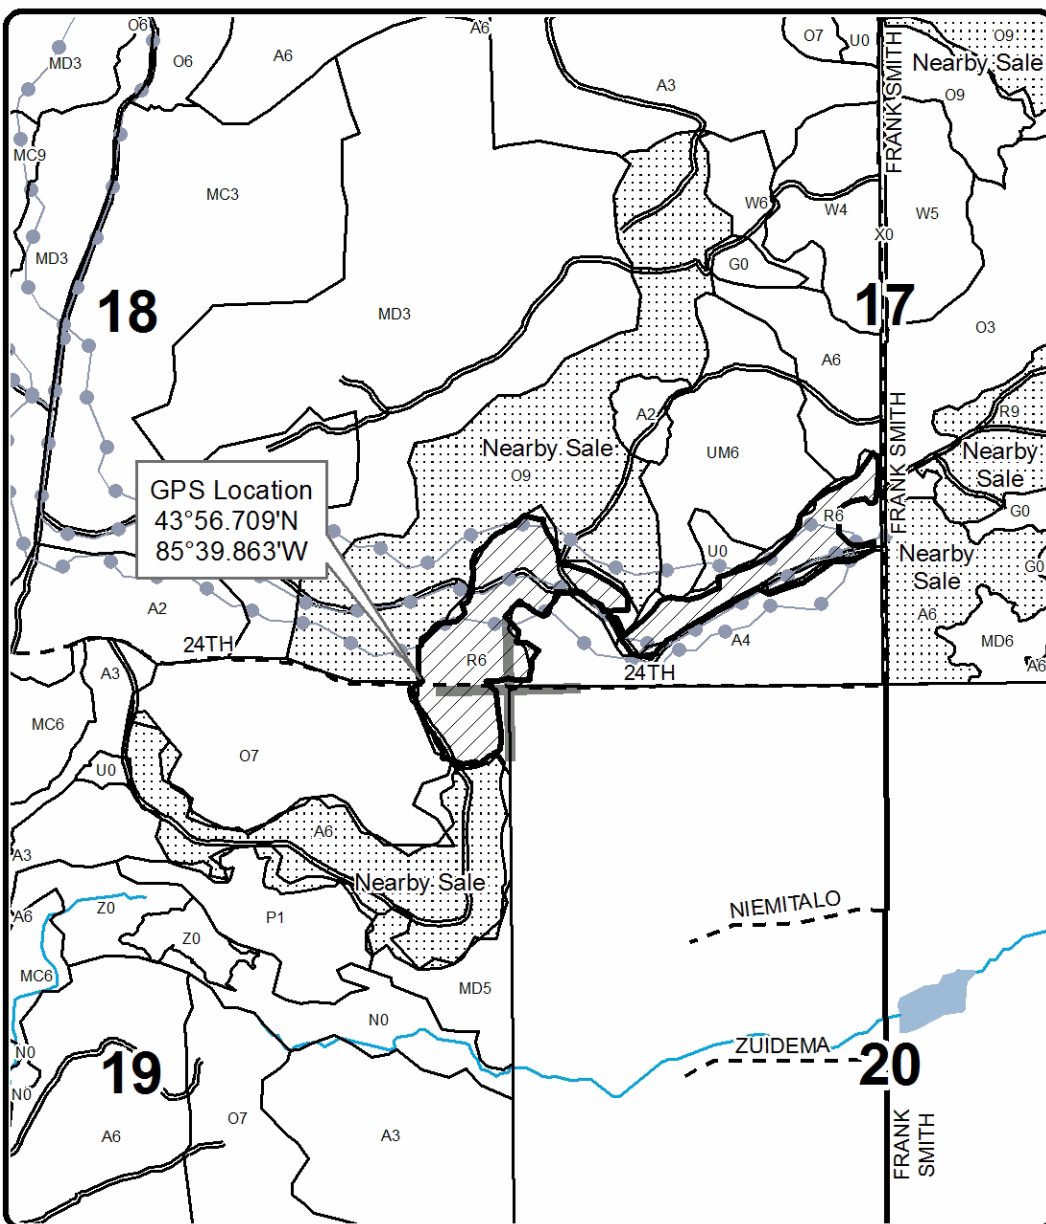 O6
A6
O7
U0
O9
MD3
O6
A6
A3
FRANK SMITH
Nearby Sale
O9
MC9
MC3
W6
W4
W5
X0
MD3
G0
18
17
MD3
O3
A6
A2
R9
Nearby Sale
O9
UM6
Nearby
Sale
FRANK SMITH
GPS Location
43°56.709'N
85°39.863'W
R6
G0
U0
Nearby
Sale
G0
A2
A6
A4
MD6
24TH
R6
24TH
A6
A3
MC6
O7
U0
A6
A3
Nearby Sale
Z0
NIEMITALO
A6
P1
Z0
MC6
MD5
N0
ZUIDEMA
N0
19
20
N0
O7
A6
A3
FRANK
SMITH